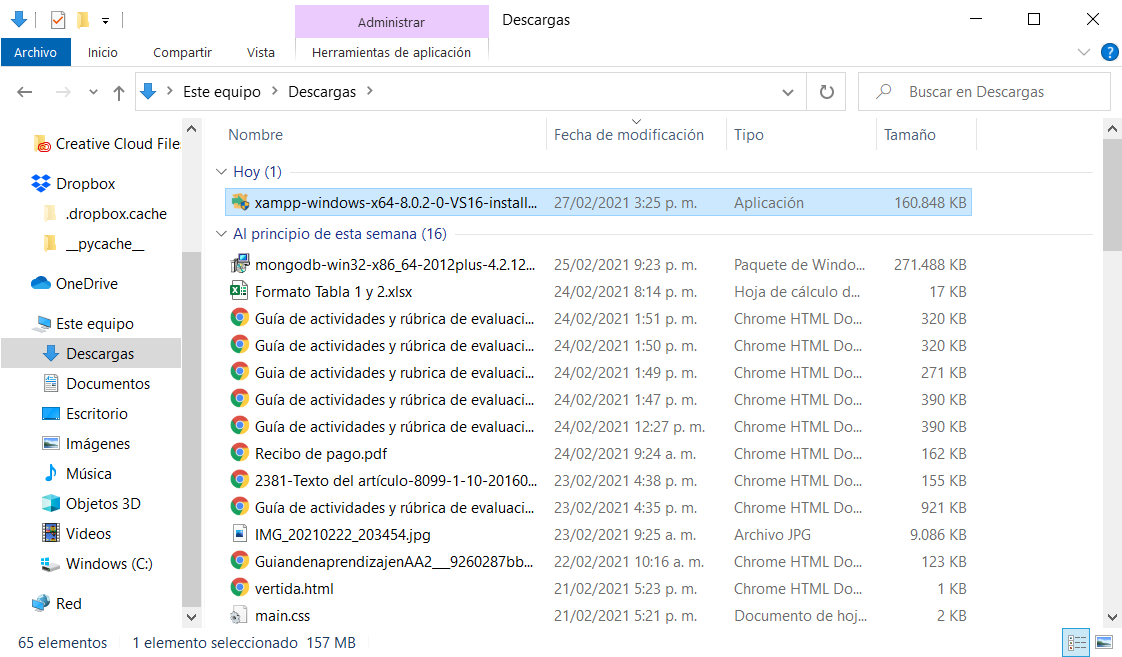 Administrar
Descargas
Archivo Inicio Compartir Vista Herramientas de aplicación
Este equipo Descargas
Buscar en Descargas
Creative Cloud File
Dropbox
.dropbox.cache
__pycache__
OneDrive
Este equipo
Descargas
Documentos
Escritorio
Imágenes
Música
Objetos 3D
Videos
Windows (C:)
Red
Nombre Fecha de modificación Tipo Tamaño
Hoy (1)
xampp-windows-x64-8.0.2-0-VS16-install... 27/02/2021 3:25 p. m. Aplicación 160.848 KB
Al principio de esta semana (16)
mongodb-win32-x86_64-2012plus-4.2.12... 25/02/2021 9:23 p. m. Paquete de Windo... 271.488 KB
Formato Tabla 1 y 2.xlsx 24/02/2021 8:14 p. m. Hoja de cálculo d... 17 KB
Guía de actividades y rúbrica de evaluaci... 24/02/2021 1:51 p. m. Chrome HTML Do... 320 KB
Guía de actividades y rúbrica de evaluaci... 24/02/2021 1:50 p. m. Chrome HTML Do... 320 KB
Guia de actividades y rubrica de evaluaci... 24/02/2021 1:49 p. m. Chrome HTML Do... 271 KB
Guía de actividades y rúbrica de evaluaci... 24/02/2021 1:47 p. m. Chrome HTML Do... 390 KB
Guía de actividades y rúbrica de evaluaci... 24/02/2021 12:27 p. m. Chrome HTML Do... 390 KB
Recibo de pago.pdf 24/02/2021 9:24 a. m. Chrome HTML Do... 162 KB
2381-Texto del artículo-8099-1-10-20160... 23/02/2021 4:38 p. m. Chrome HTML Do... 155 KB
Guía de actividades y rúbrica de evaluaci... 23/02/2021 4:35 p. m. Chrome HTML Do... 921 KB
IMG_20210222_203454.jpg 23/02/2021 9:25 a. m. Archivo JPG 9.086 KB
GuiandenaprendizajenAA2___9260287bb... 22/02/2021 10:16 a. m. Chrome HTML Do... 123 KB
vertida.html 21/02/2021 5:23 p. m. Chrome HTML Do... 1 KB
main.css 21/02/2021 5:21 p. m. Documento de hoj... 2 KB
65 elementos 1 elemento seleccionado 157 MB